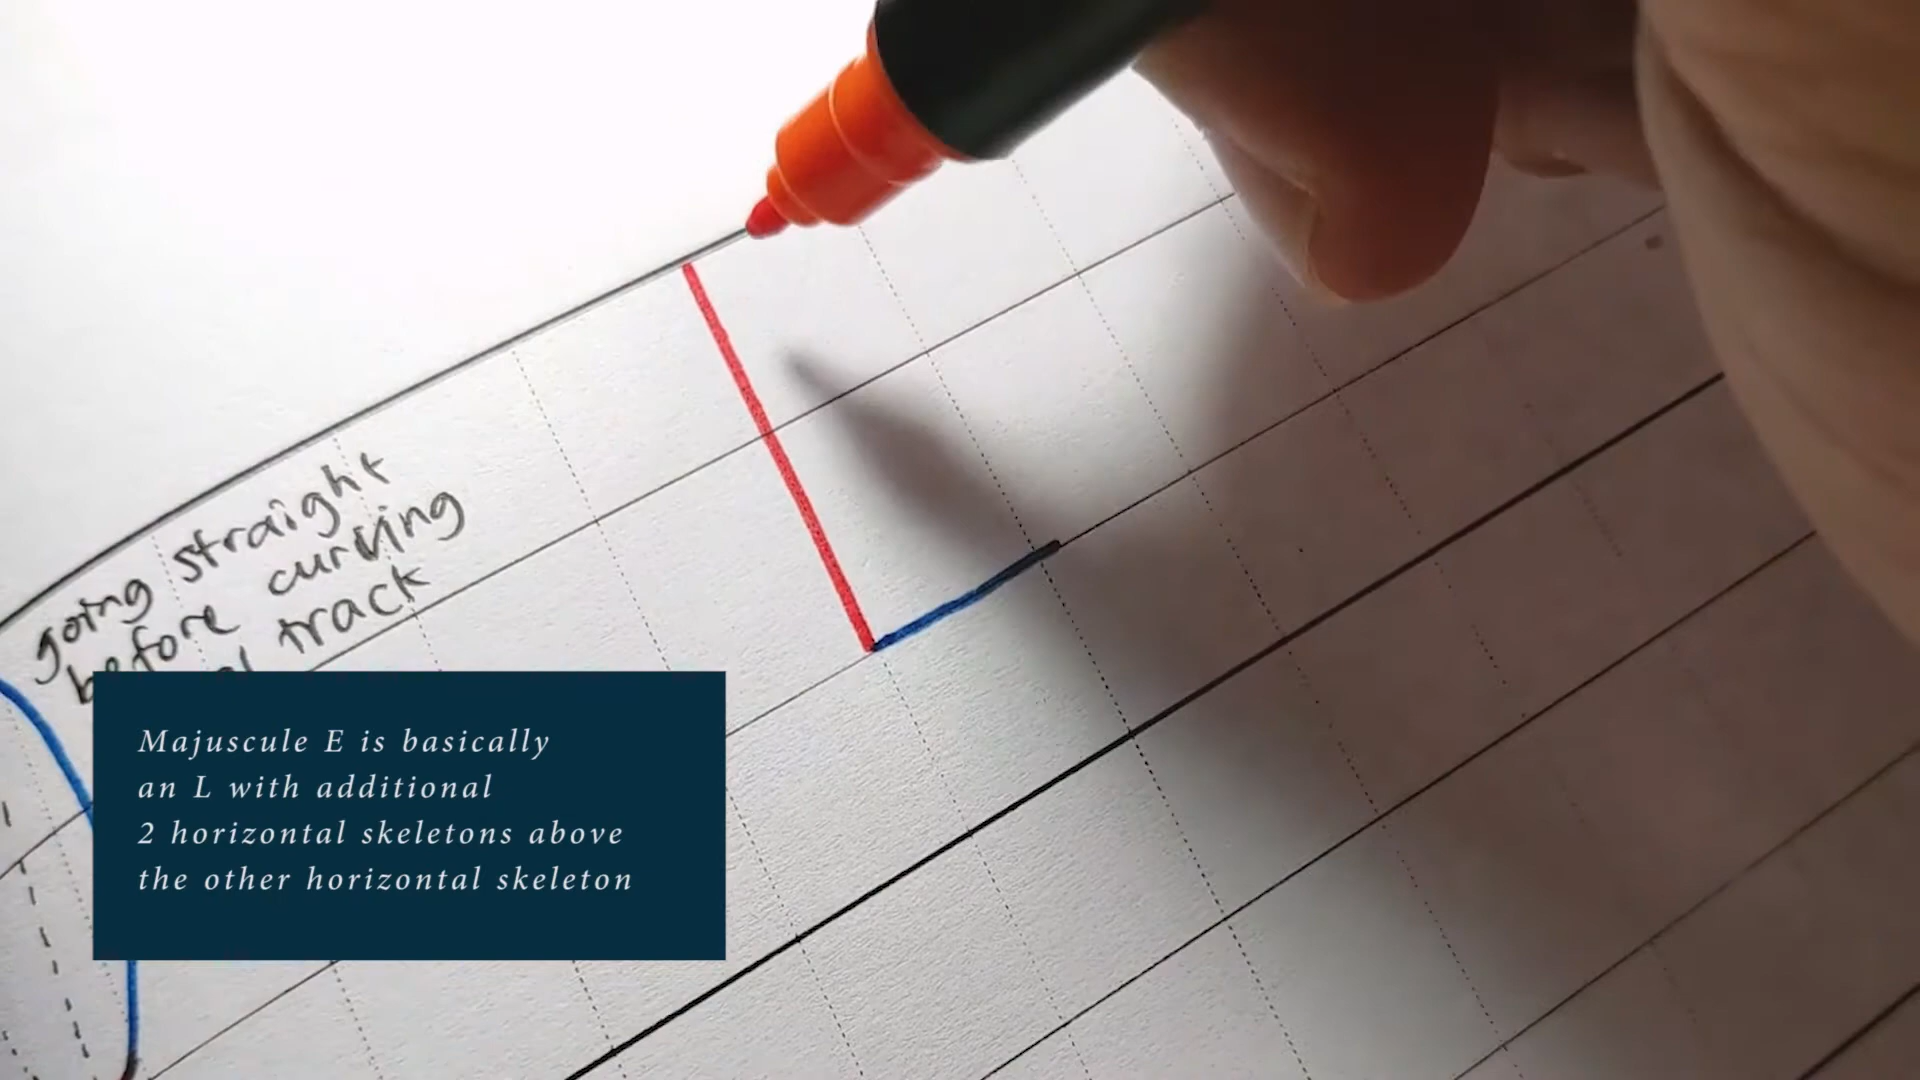 going straight
before curving
track
Majuscule E is basically
an L with additional
2 horizontal skeletons above
the other horizontal skeleton